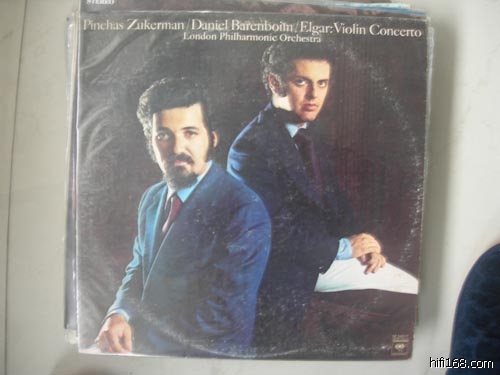 STEREO
Pinchas Zukerman/Daniel Barenboim/Elgar:Violin Concerto
London Philharmonic Orchestra
hifi168.com